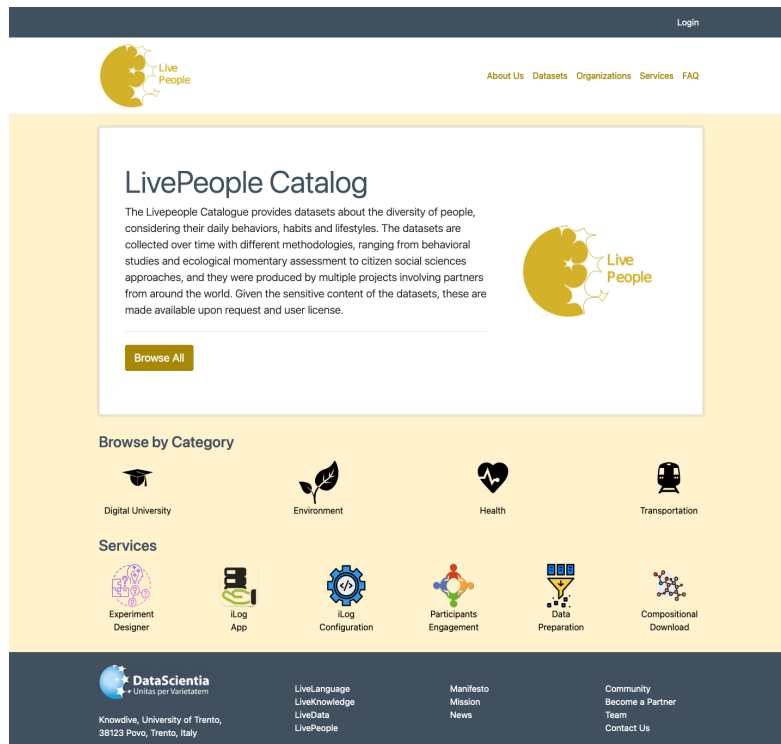 Login
Live
People
About Us Datasets Organizations Services FAQ
LivePeople Catalog
The Livepeople Catalogue provides datasets about the diversity of people,
considering their daily behaviors, habits and lifestyles. The datasets are
collected over time with different methodologies, ranging from behavioral
studies and ecological momentary assessment to citizen social sciences
approaches, and they were produced by multiple projects involving partners
from around the world. Given the sensitive content of the datasets, these are
made available upon request and user license.
Live
People
Browse All
Browse by Category
Digital University
Environment
Health
Transportation
Services
Experiment
Designer
iLog
App
iLog
Configuration
Participants
Engagement
Data
Preparation
Compositional
Download
DataScientia
Unitas per Varietatem
Knowdive, University of Trento,
38123 Povo, Trento, Italy
LiveLanguage
LiveKnowledge
LiveData
LivePeople
Manifesto
Mission
News
Community
Become a Partner
Team
Contact Us